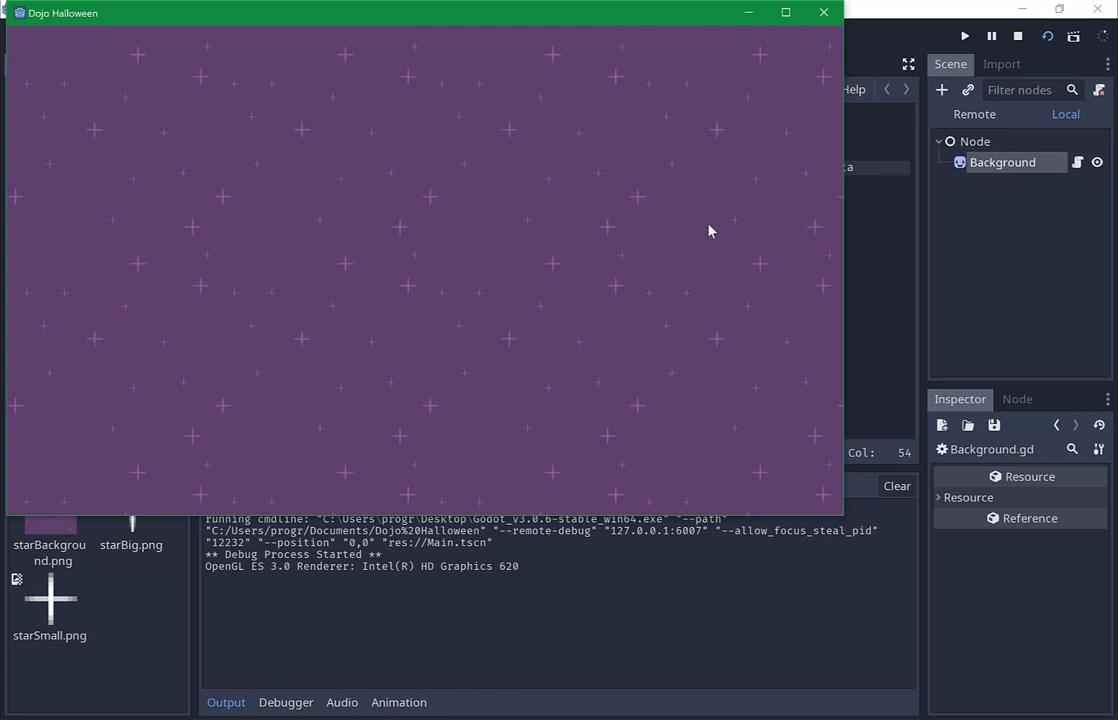 Dojo Halloween
Scene
Import
Help
Filter nodes
Remote
Local
Node
Background
ta
Inspector
Node
Col: 54
Background.gd
Clear
Resource
Resource
Reference
running cmdline: "C:\Users\progr\Desktop\Godot_v3.0.6-stable_win64.exe" "--path"
"C:/Users/progr/Documents/Dojo%20Halloween" "--remote-debug" "127.0.0.1:6007" "--allow_focus_steal_pid"
"12232" "--position" "0,0" "res://Main.tscn"
** Debug Process Started **
OpenGL ES 3.0 Renderer: Intel(R) HD Graphics 620
starBackgrou
nd.png
starBig.png
starSmall.png
Output
Debugger
Audio
Animation